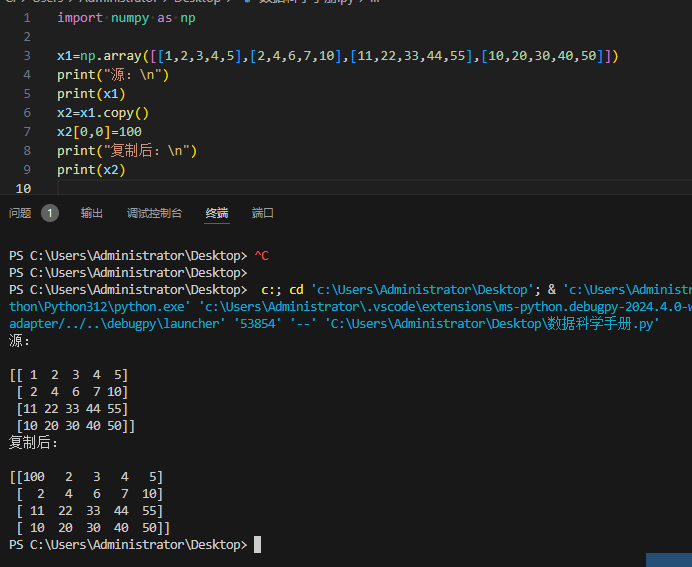 数据科学手册.py > ...
1 import numpy as np
2
3 x1=np.array([[1,2,3,4,5],[2,4,6,7,10],[11,22,33,44,55],[10,20,30,40,50]])
4 print("源：\n")
5 print(x1)
6 x2=x1.copy()
7 x2[0,0]=100
8 print("复制后：\n")
9 print(x2)
10
问题 1 输出 调试控制台 终端 端口
PS C:\Users\Administrator\Desktop> ^C
PS C:\Users\Administrator\Desktop>
PS C:\Users\Administrator\Desktop>  c:; cd 'c:\Users\Administrator\Desktop'; & 'c:\Users\Administr
thon\Python312\python.exe' 'c:\Users\Administrator\.vscode\extensions\ms-python.debugpy-2024.4.0-w
adapter/../..\debugpy\launcher' '53854' '--' 'C:\Users\Administrator\Desktop\数据科学手册.py'
源：
[[ 1  2  3  4  5]
 [ 2  4  6  7 10]
 [11 22 33 44 55]
 [10 20 30 40 50]]
复制后：
[[100   2   3   4   5]
 [  2   4   6   7  10]
 [ 11  22  33  44  55]
 [ 10  20  30  40  50]]
PS C:\Users\Administrator\Desktop>